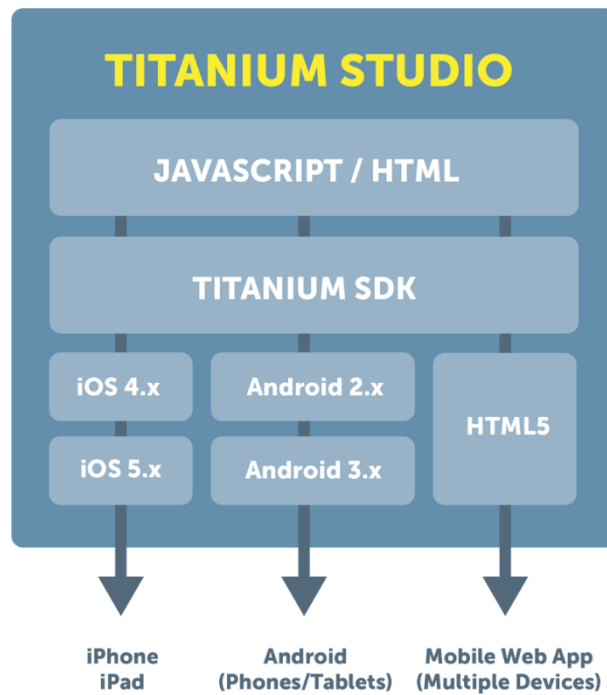 TITANIUM STUDIO
JAVASCRIPT / HTML
TITANIUM SDK
iOS 4.x
Android 2.x
HTML5
iOS 5.x
Android 3.x
iPhone
iPad
Android
(Phones/Tablets)
Mobile Web App
(Multiple Devices)